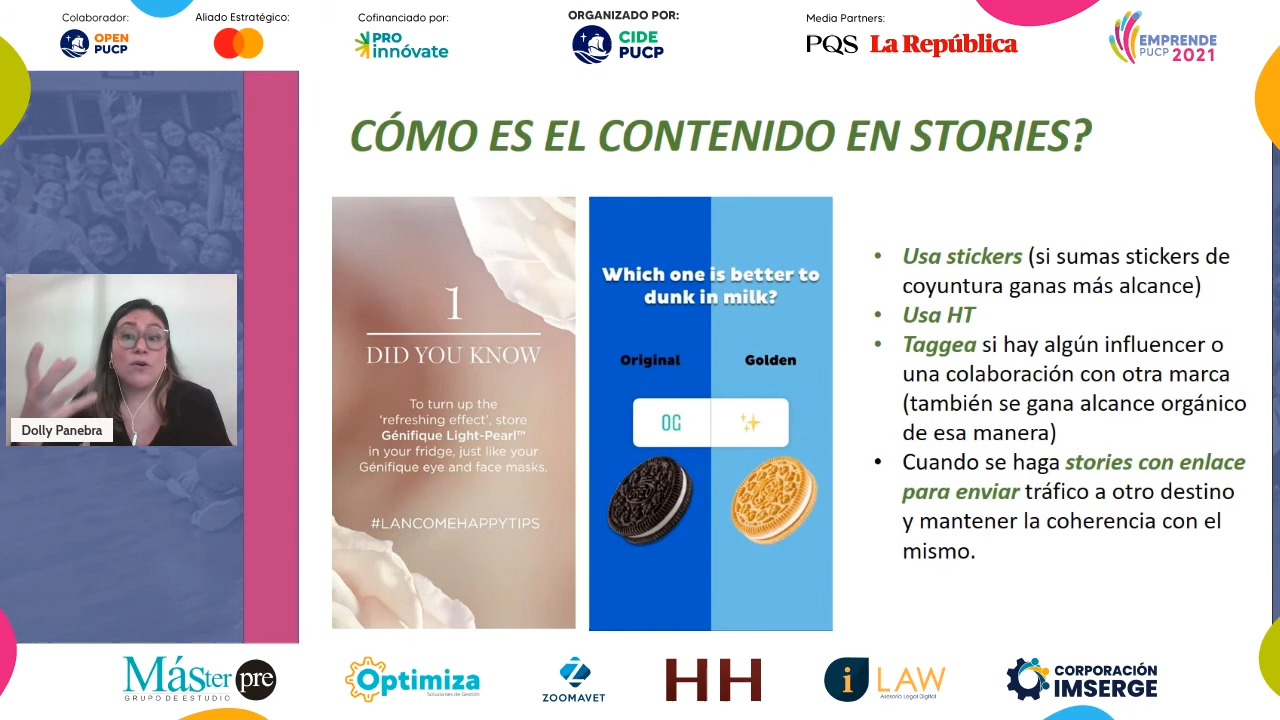 Colaborador:
OPEN
PUCP
Aliado Estratégico:
Cofinanciado por:
PRO
innóvate
ORGANIZADO POR:
CIDE
PUCP
Media Partners:
PQS La República
EMPRENDE
PUCP 2021
CÓMO ES EL CONTENIDO EN STORIES?
1
DID YOU KNOW
To turn up the
'refreshing effect', store
Génifique Light-Pearl™
in your fridge, just like your
Génifique eye and face masks.
#LANCOMEHAPPYTIPS
Which one is better to
dunk in milk?
Original Golden
OG
• Usa stickers (si sumas stickers de
coyuntura ganas más alcance)
• Usa HT
• Taggea si hay algún influencer o
una colaboración con otra marca
(también se gana alcance orgánico
de esa manera)
• Cuando se haga stories con enlace
para enviar tráfico a otro destino
y mantener la coherencia con el
mismo.
Dolly Panebra
Máster pre
GRUPO DE ESTUDIO
Optimiza
Soluciones de Gestión
ZOOMAVET
HH
i LAW
Asesoría Legal Digital
CORPORACIÓN
IMSERGE